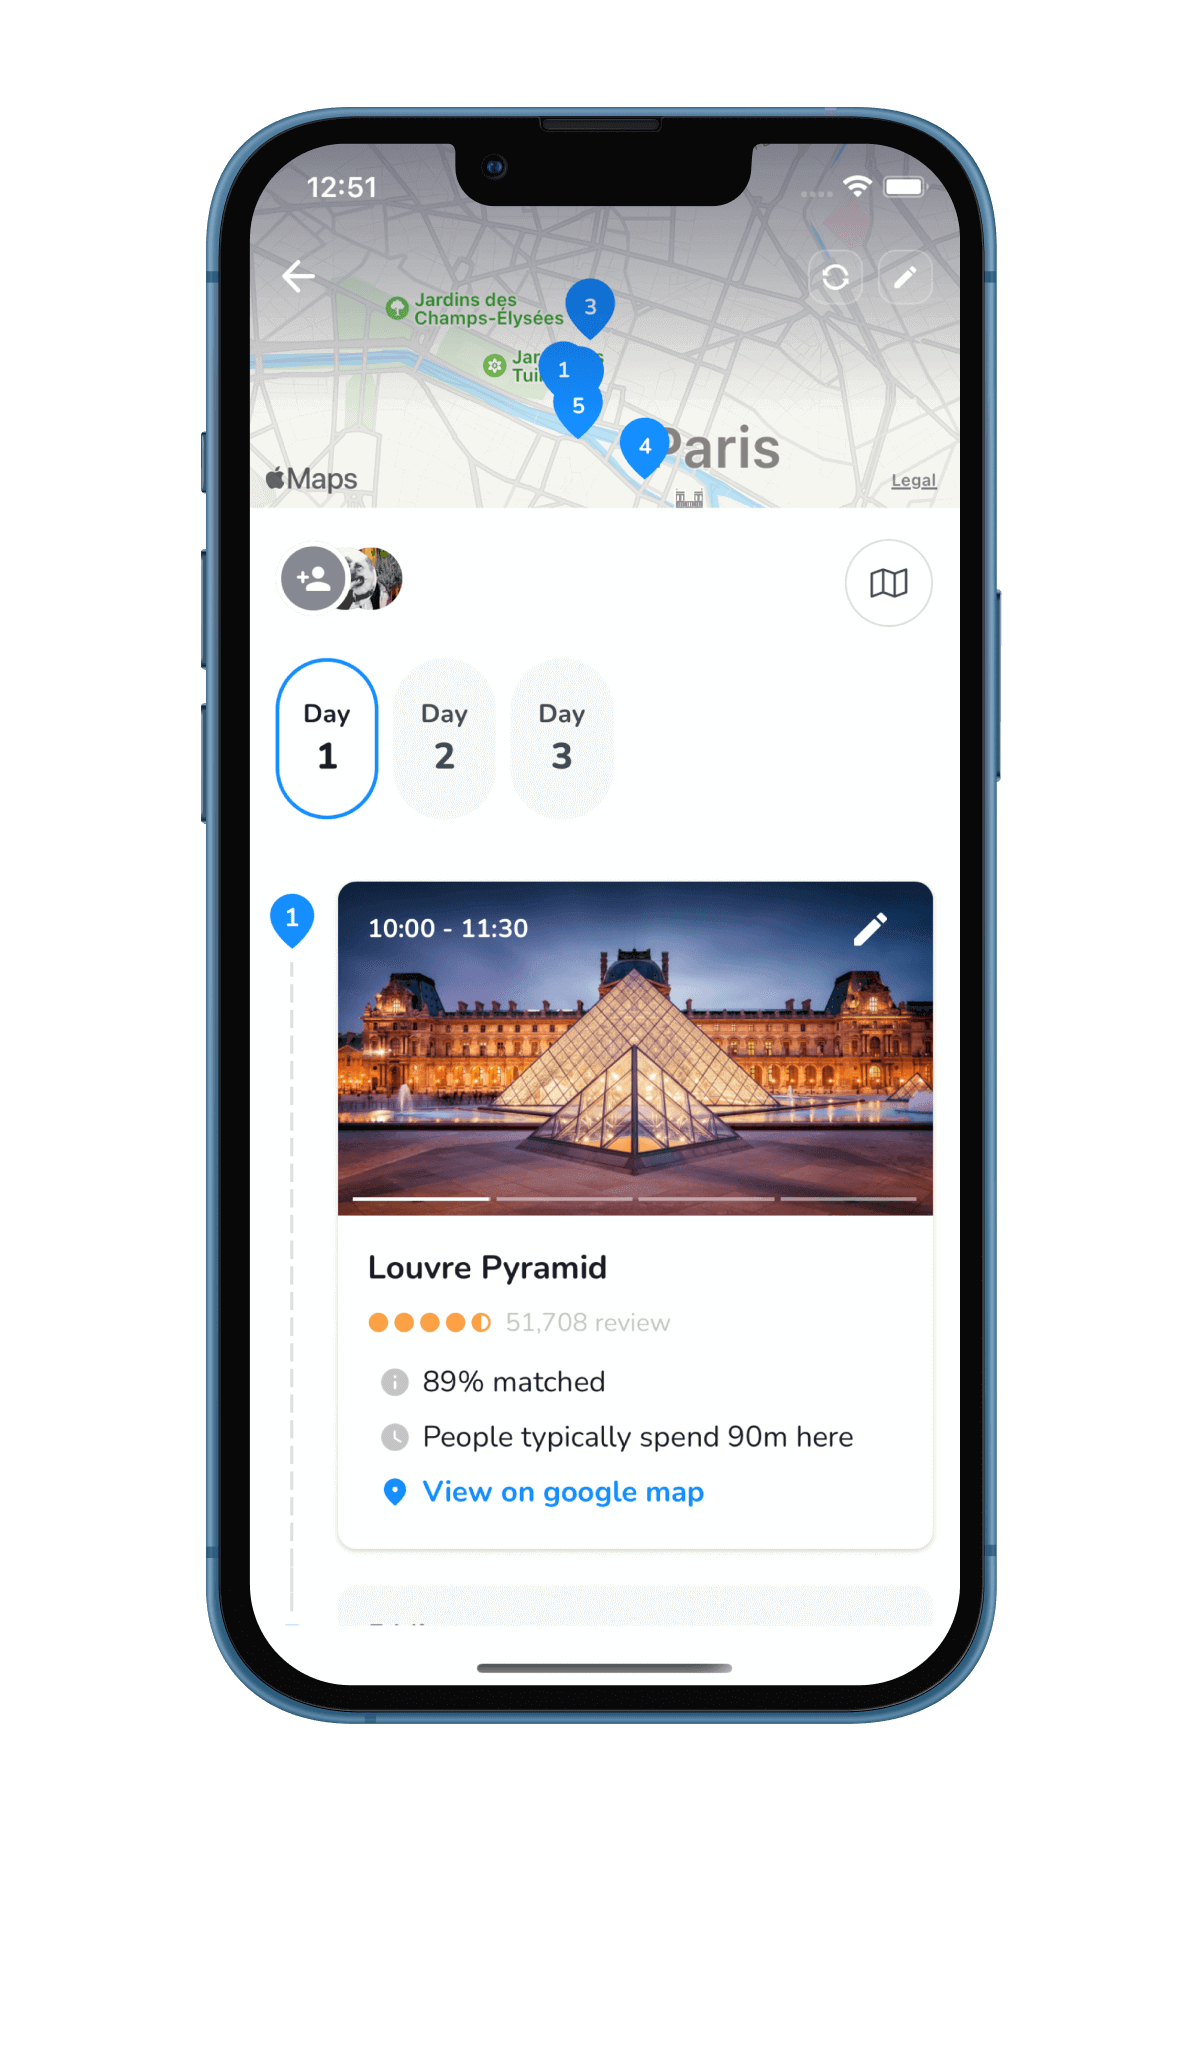 12:51
Jardins des
Champs-Élysées
3
Jar s
Tui
1
5
4
Paris
Maps
Legal
Day
1
Day
2
Day
3
1
10:00 - 11:30
Louvre Pyramid
51,708 review
89% matched
People typically spend 90m here
View on google map